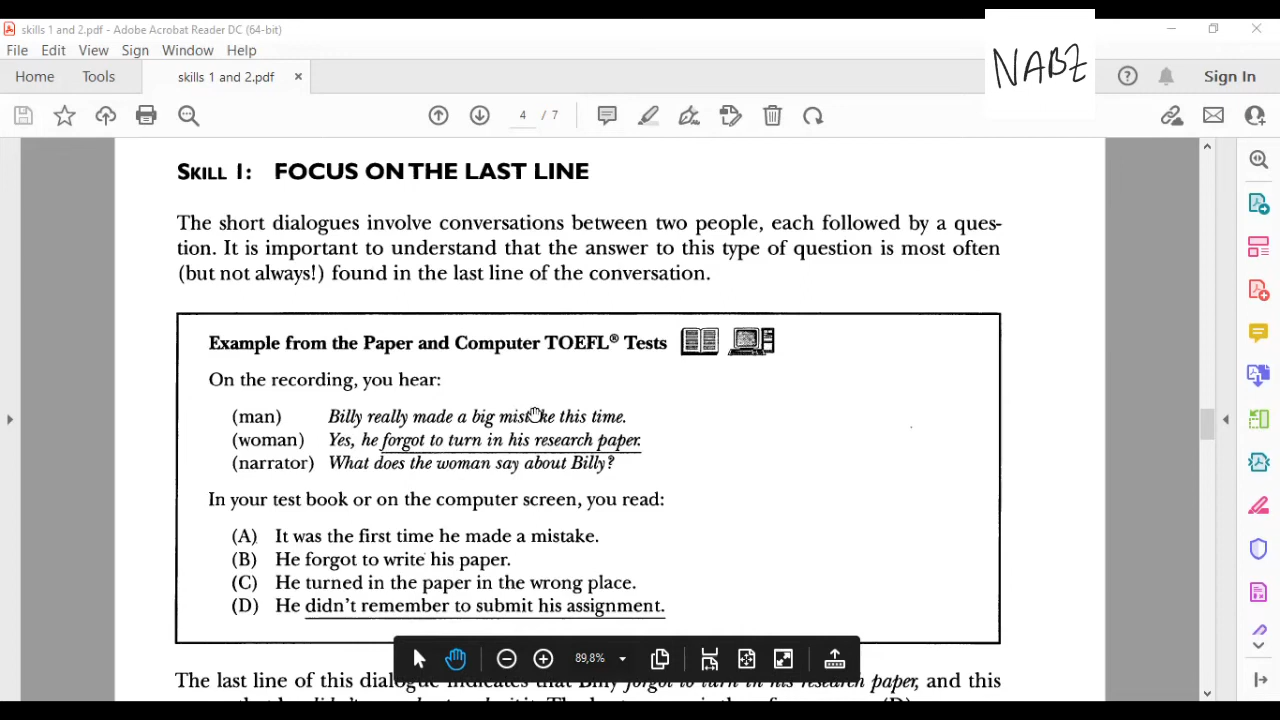 skills 1 and 2.pdf - Adobe Acrobat Reader DC (64-bit)
File Edit View Sign Window Help
NABZ
Home Tools skills 1 and 2.pdf × Sign In
4 / 7
SKILL 1: FOCUS ON THE LAST LINE
The short dialogues involve conversations between two people, each followed by a ques-
tion. It is important to understand that the answer to this type of question is most often
(but not always!) found in the last line of the conversation.
Example from the Paper and Computer TOEFL® Tests
On the recording, you hear:
(man) Billy really made a big mistake this time.
(woman) Yes, he forgot to turn in his research paper.
(narrator) What does the woman say about Billy?
In your test book or on the computer screen, you read:
(A) It was the first time he made a mistake.
(B) He forgot to write his paper.
(C) He turned in the paper in the wrong place.
(D) He didn't remember to submit his assignment.
89,8%
The last line of this dialogue indicates that Billy forgot to turn in his research paper, and this